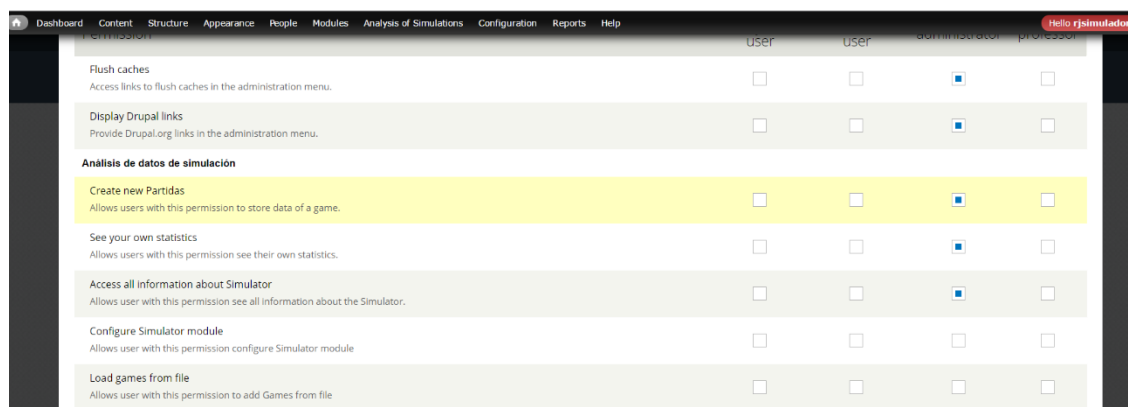 Dashboard Content Structure Appearance People Modules Analysis of Simulations Configuration Reports Help Hello rjsimulador
Permission user user administrator professor
Flush caches
Access links to flush caches in the administration menu.
Display Drupal links
Provide Drupal.org links in the administration menu.
Análisis de datos de simulación
Create new Partidas
Allows users with this permission to store data of a game.
See your own statistics
Allows users with this permission see their own statistics.
Access all information about Simulator
Allows user with this permission see all information about the Simulator.
Configure Simulator module
Allows user with this permission configure Simulator module
Load games from file
Allows user with this permission to add Games from file